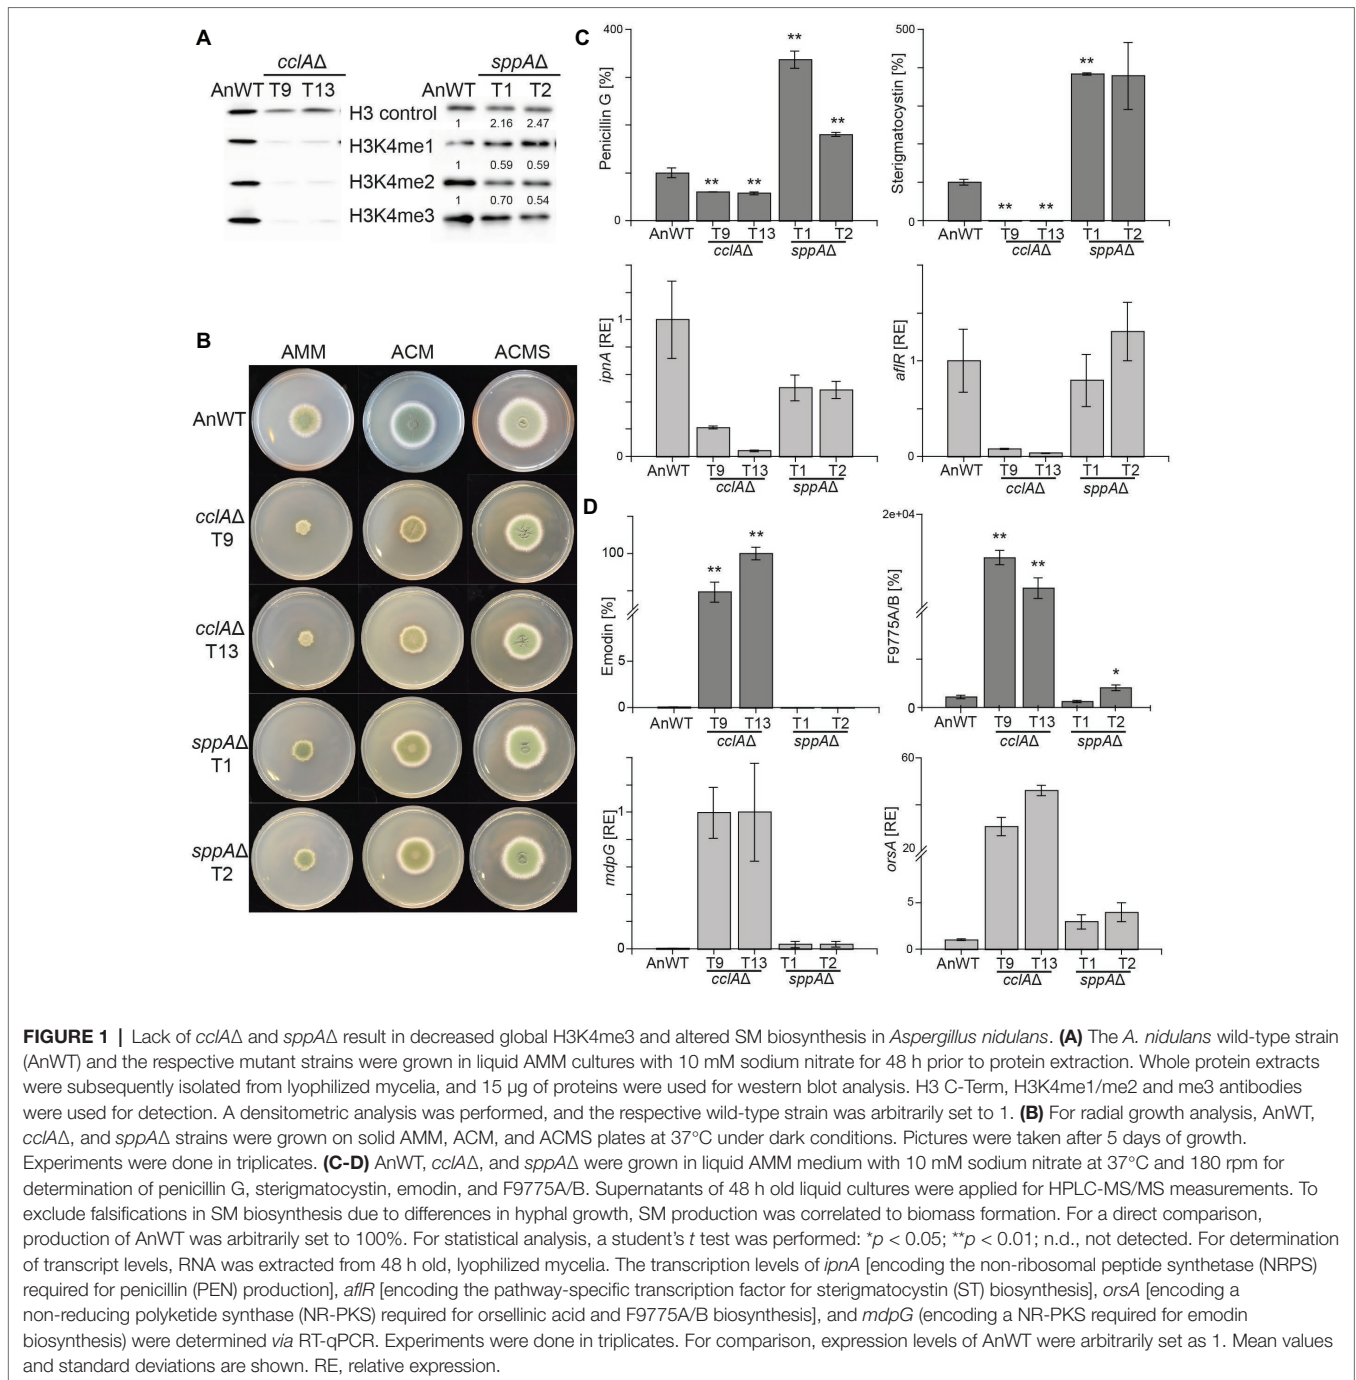 A
cclAΔ
AnWT T9 T13
sppAΔ
AnWT T1 T2
H3 control
1 2.16 2.47
H3K4me1
1 0.59 0.59
H3K4me2
1 0.70 0.54
H3K4me3
B
AMM ACM ACMS
AnWT
cclAΔ
T9
cclAΔ
T13
sppAΔ
T1
sppAΔ
T2
C
Penicillin G [%]
400
0
** ** ** **
AnWT T9 T13 T1 T2
cclAΔ sppAΔ
Sterigmatocystin [%]
500
0
** ** **
AnWT T9 T13 T1 T2
cclAΔ sppAΔ
ipnA [RE]
1
0
AnWT T9 T13 T1 T2
cclAΔ sppAΔ
aflR [RE]
1
0
AnWT T9 T13 T1 T2
cclAΔ sppAΔ
D
Emodin [%]
100
5
0
** **
AnWT T9 T13 T1 T2
cclAΔ sppAΔ
F9775A/B [%]
2e+04
0
** ** *
AnWT T9 T13 T1 T2
cclAΔ sppAΔ
mdpG [RE]
1
0
AnWT T9 T13 T1 T2
cclAΔ sppAΔ
orsA [RE]
60
20
5
0
AnWT T9 T13 T1 T2
cclAΔ sppAΔ
FIGURE 1 | Lack of cclAΔ and sppAΔ result in decreased global H3K4me3 and altered SM biosynthesis in Aspergillus nidulans. (A) The A. nidulans wild-type strain
(AnWT) and the respective mutant strains were grown in liquid AMM cultures with 10 mM sodium nitrate for 48 h prior to protein extraction. Whole protein extracts
were subsequently isolated from lyophilized mycelia, and 15 µg of proteins were used for western blot analysis. H3 C-Term, H3K4me1/me2 and me3 antibodies
were used for detection. A densitometric analysis was performed, and the respective wild-type strain was arbitrarily set to 1. (B) For radial growth analysis, AnWT,
cclAΔ, and sppAΔ strains were grown on solid AMM, ACM, and ACMS plates at 37°C under dark conditions. Pictures were taken after 5 days of growth.
Experiments were done in triplicates. (C-D) AnWT, cclAΔ, and sppAΔ were grown in liquid AMM medium with 10 mM sodium nitrate at 37°C and 180 rpm for
determination of penicillin G, sterigmatocystin, emodin, and F9775A/B. Supernatants of 48 h old liquid cultures were applied for HPLC-MS/MS measurements. To
exclude falsifications in SM biosynthesis due to differences in hyphal growth, SM production was correlated to biomass formation. For a direct comparison,
production of AnWT was arbitrarily set to 100%. For statistical analysis, a student's t test was performed: *p < 0.05; **p < 0.01; n.d., not detected. For determination
of transcript levels, RNA was extracted from 48 h old, lyophilized mycelia. The transcription levels of ipnA [encoding the non-ribosomal peptide synthetase (NRPS)
required for penicillin (PEN) production], aflR [encoding the pathway-specific transcription factor for sterigmatocystin (ST) biosynthesis], orsA [encoding a
non-reducing polyketide synthase (NR-PKS) required for orsellinic acid and F9775A/B biosynthesis], and mdpG (encoding a NR-PKS required for emodin
biosynthesis) were determined via RT-qPCR. Experiments were done in triplicates. For comparison, expression levels of AnWT were arbitrarily set as 1. Mean values
and standard deviations are shown. RE, relative expression.